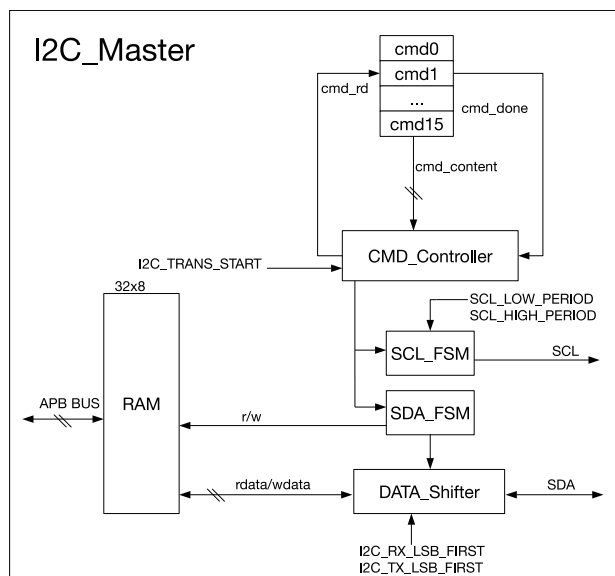 I2C_Master
cmd0
cmd1
...
cmd15
cmd_rd
cmd_done
cmd_content
CMD_Controller
I2C_TRANS_START
32x8
SCL_LOW_PERIOD
SCL_HIGH_PERIOD
SCL_FSM
SCL
APB BUS
RAM
SDA_FSM
r/w
rdata/wdata
DATA_Shifter
SDA
I2C_RX_LSB_FIRST
I2C_TX_LSB_FIRST